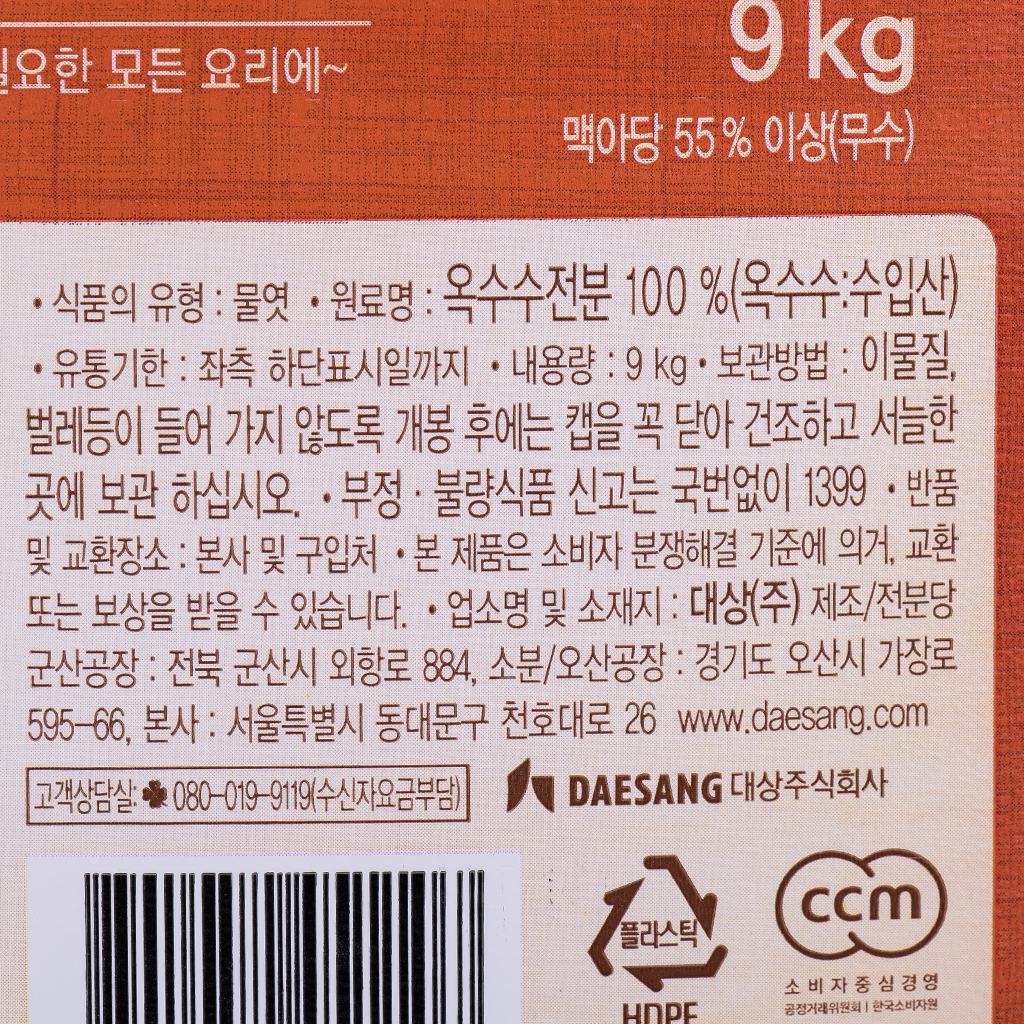 필요한 모든 요리에~
9 kg
맥아당 55 % 이상(무수)
• 식품의 유형 : 물엿 • 원료명 : 옥수수전분 100 %(옥수수:수입산)
• 유통기한 : 좌측 하단표시일까지 • 내용량 : 9 kg • 보관방법 : 이물질,
벌레등이 들어 가지 않도록 개봉 후에는 캡을 꼭 닫아 건조하고 서늘한
곳에 보관 하십시오. • 부정 · 불량식품 신고는 국번없이 1399 • 반품
및 교환장소 : 본사 및 구입처 • 본 제품은 소비자 분쟁해결 기준에 의거, 교환
또는 보상을 받을 수 있습니다. • 업소명 및 소재지 : 대상(주) 제조/전분당
군산공장 : 전북 군산시 외항로 884, 소분/오산공장 : 경기도 오산시 가장로
595-66, 본사 : 서울특별시 동대문구 천호대로 26 www.daesang.com
고객상담실: 080-019-9119(수신자요금부담)
DAESANG 대상주식회사
플라스틱
HDPE
ccm
소비자중심경영
공정거래위원회 | 한국소비자원